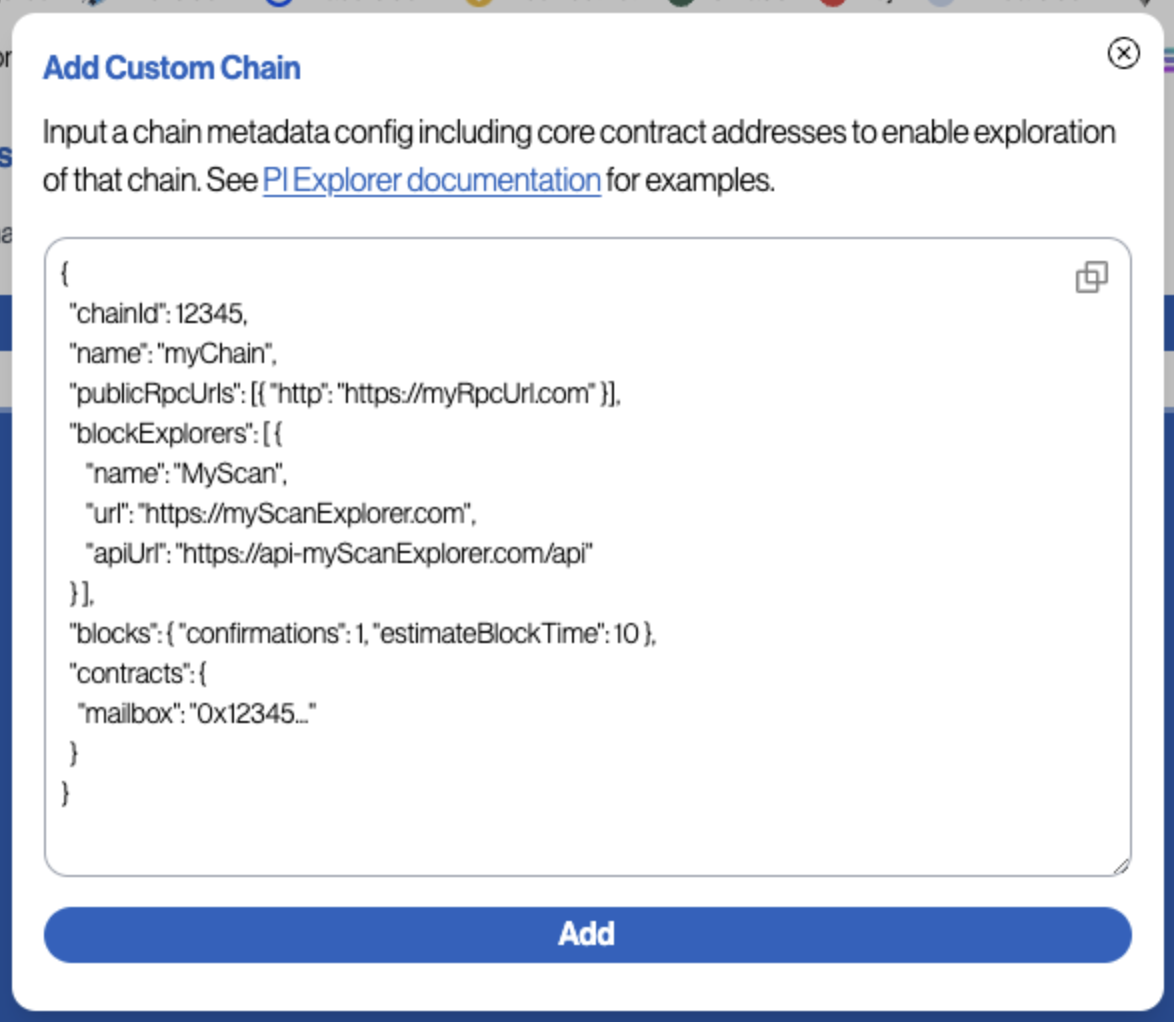 Add Custom Chain
Input a chain metadata config including core contract addresses to enable exploration
of that chain. See PI Explorer documentation for examples.
{
"chainId": 12345,
"name": "myChain",
"publicRpcUrls": [{ "http": "https://myRpcUrl.com" }],
"blockExplorers": [ {
"name": "MyScan",
"url": "https://myScanExplorer.com",
"apiUrl": "https://api-myScanExplorer.com/api"
} ],
"blocks": { "confirmations": 1, "estimateBlockTime": 10 },
"contracts": {
"mailbox": "0x12345..."
}
}
Add